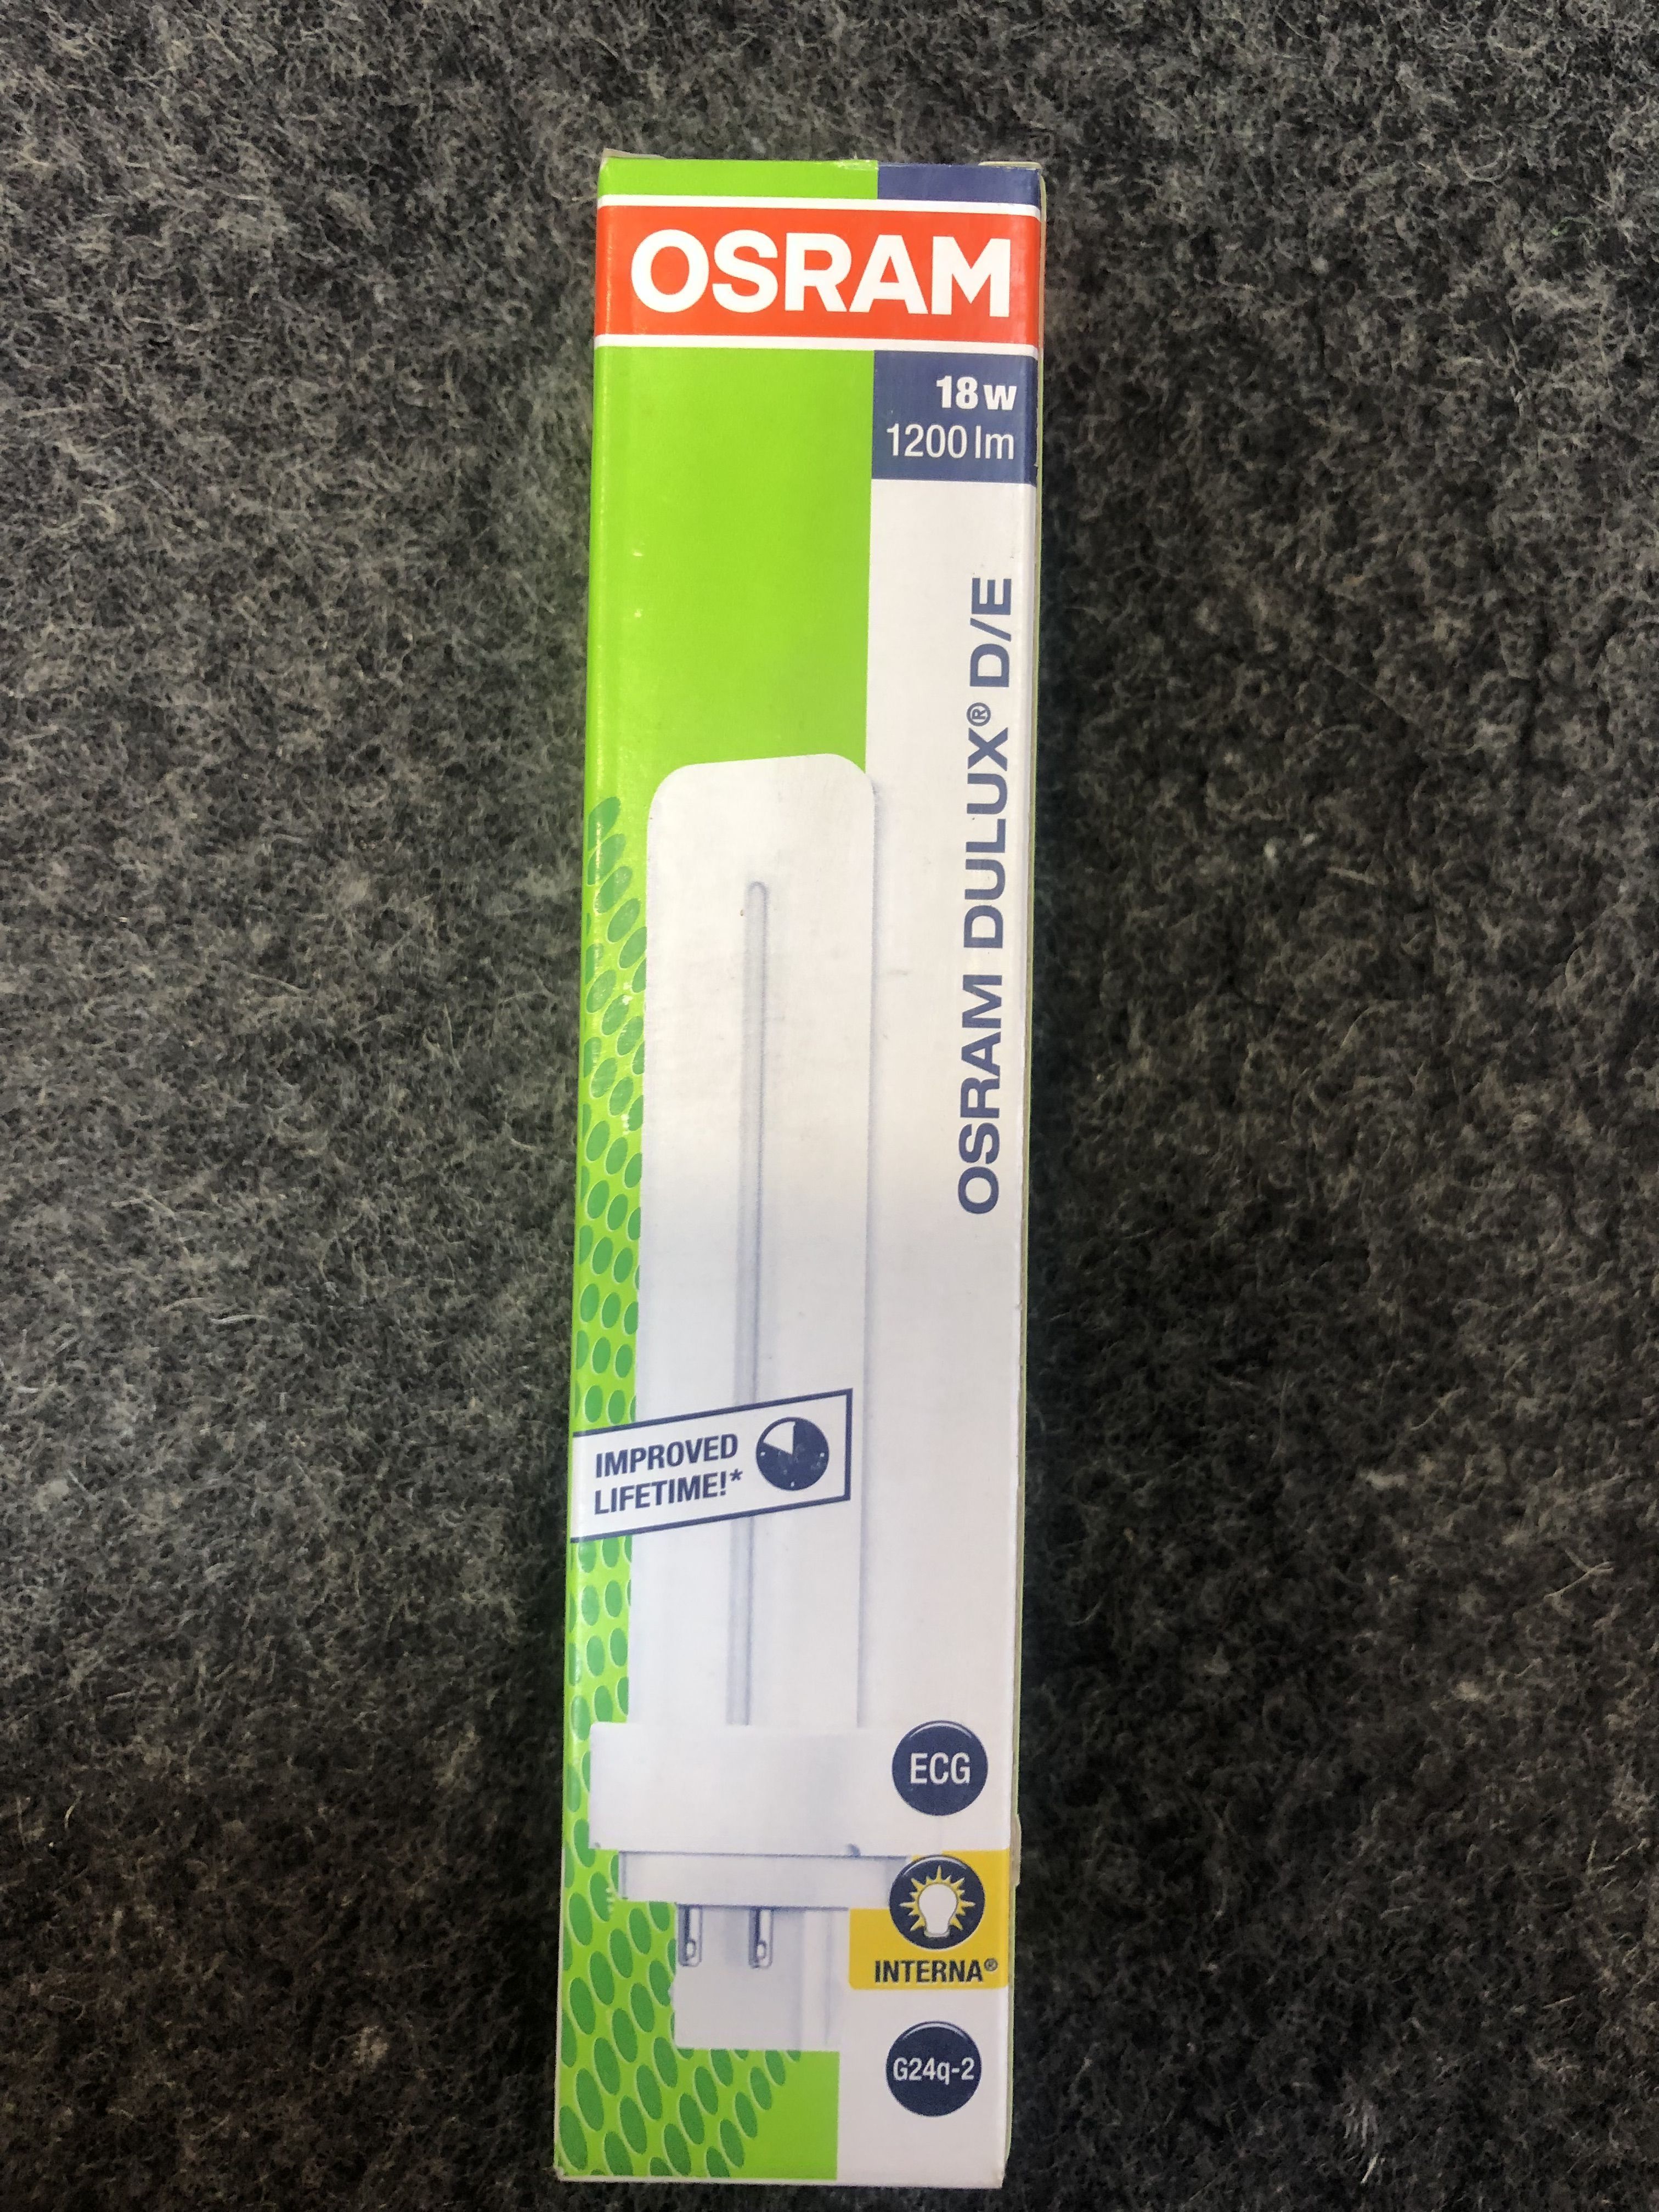 OSRAM
18 W
1200 lm
OSRAM DULUX® D/E
IMPROVED
LIFETIME!*
ECG
INTERNA®
G24q-2